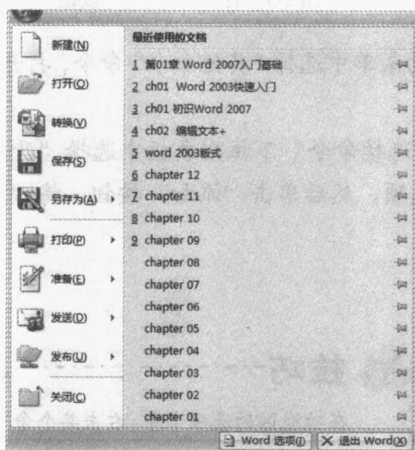 新建(N)
打开(O)
转换(V)
保存(S)
另存为(A)
打印(P)
准备(E)
发送(D)
发布(U)
关闭(C)
最近使用的文档
1 第01章 Word 2007入门基础
2 ch01 Word 2003快速入门
3 ch01 初识Word 2007
4 ch02 编辑文本+
5 word 2003版式
6 chapter 12
7 chapter 11
8 chapter 10
9 chapter 09
chapter 08
chapter 07
chapter 06
chapter 05
chapter 04
chapter 03
chapter 02
chapter 01
Word 选项(I)
退出 Word(X)